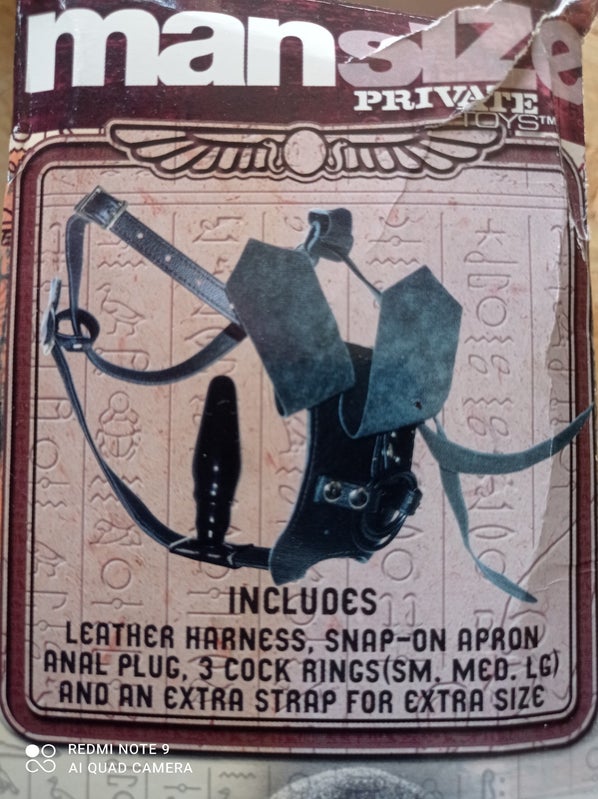 mansize
PRIVATE
TOYS™
INCLUDES
LEATHER HARNESS, SNAP-ON APRON
ANAL PLUG, 3 COCK RINGS(SM. MED. LG)
AND AN EXTRA STRAP FOR EXTRA SIZE
REDMI NOTE 9
AI QUAD CAMERA